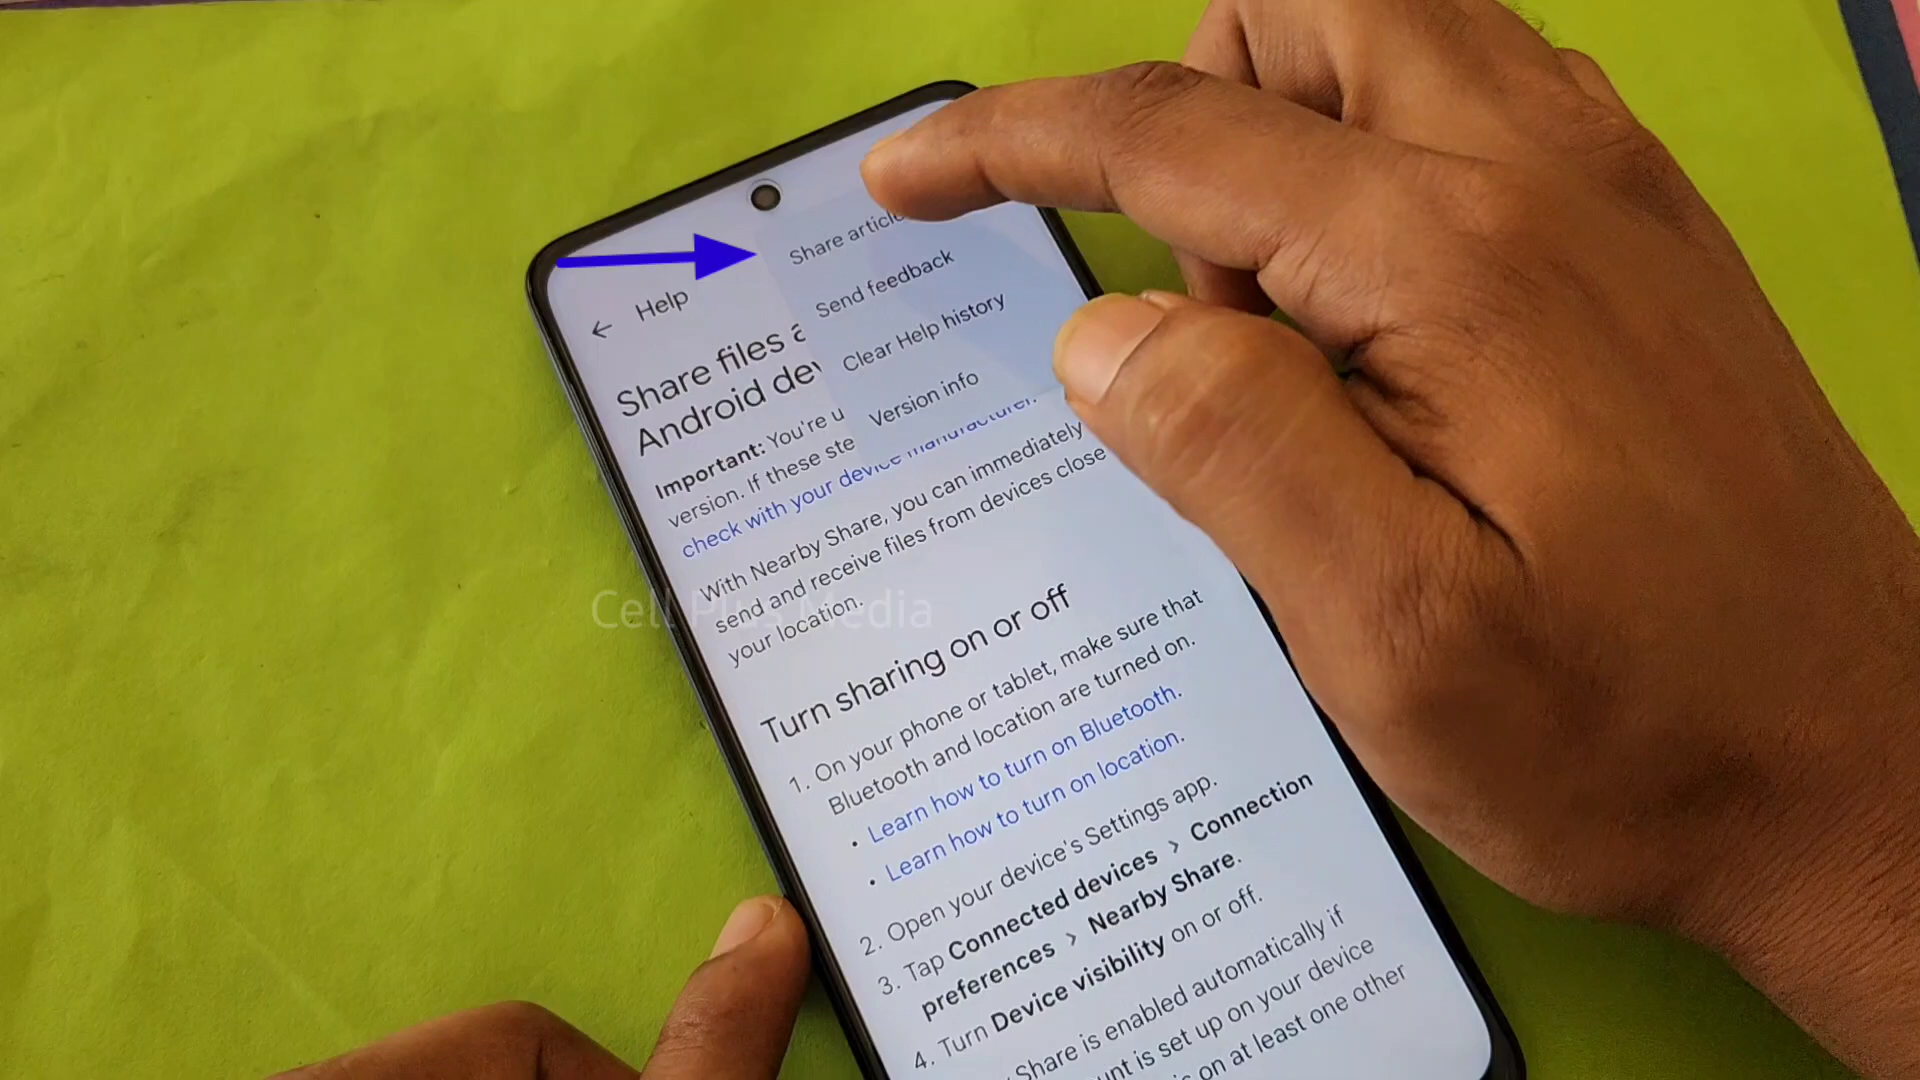 Share article
Send feedback
Clear Help history
Version info
Help
Share files a
Android dev
Important: You're u
version. If these ste
check with your device manufacturer.
With Nearby Share, you can immediately
send and receive files from devices close
your location.
Cell Plus Media
Turn sharing on or off
1. On your phone or tablet, make sure that
Bluetooth and location are turned on.
• Learn how to turn on Bluetooth.
• Learn how to turn on location.
2. Open your device's Settings app.
3. Tap Connected devices › Connection
preferences › Nearby Share.
4. Turn Device visibility on or off.
Share is enabled automatically if
unt is set up on your device
on at least one other